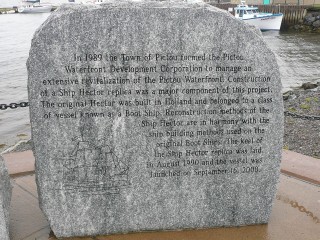 In 1989 the Town of Pictou formed the Pictou
Waterfront Development Corporation to manage an
extensive revitalization of the Pictou Waterfront. Construction
of a Ship Hector replica was a major component of this project.
The original Hector was built in Holland and belonged to a class
of vessel known as a Boot Ship. Reconstruction methods of the
Ship Hector are in harmony with the
ship building methods used on the
original Boot Ships. The keel of
the Ship Hector replica was laid
in August 1990 and the vessel was
launched on September 16, 2000.